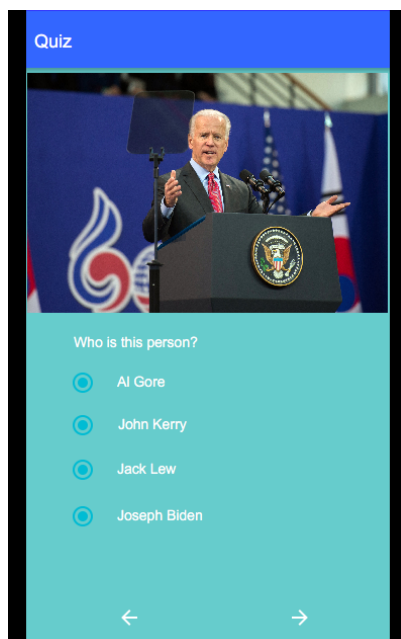 Quiz
Who is this person?
Al Gore
John Kerry
Jack Lew
Joseph Biden